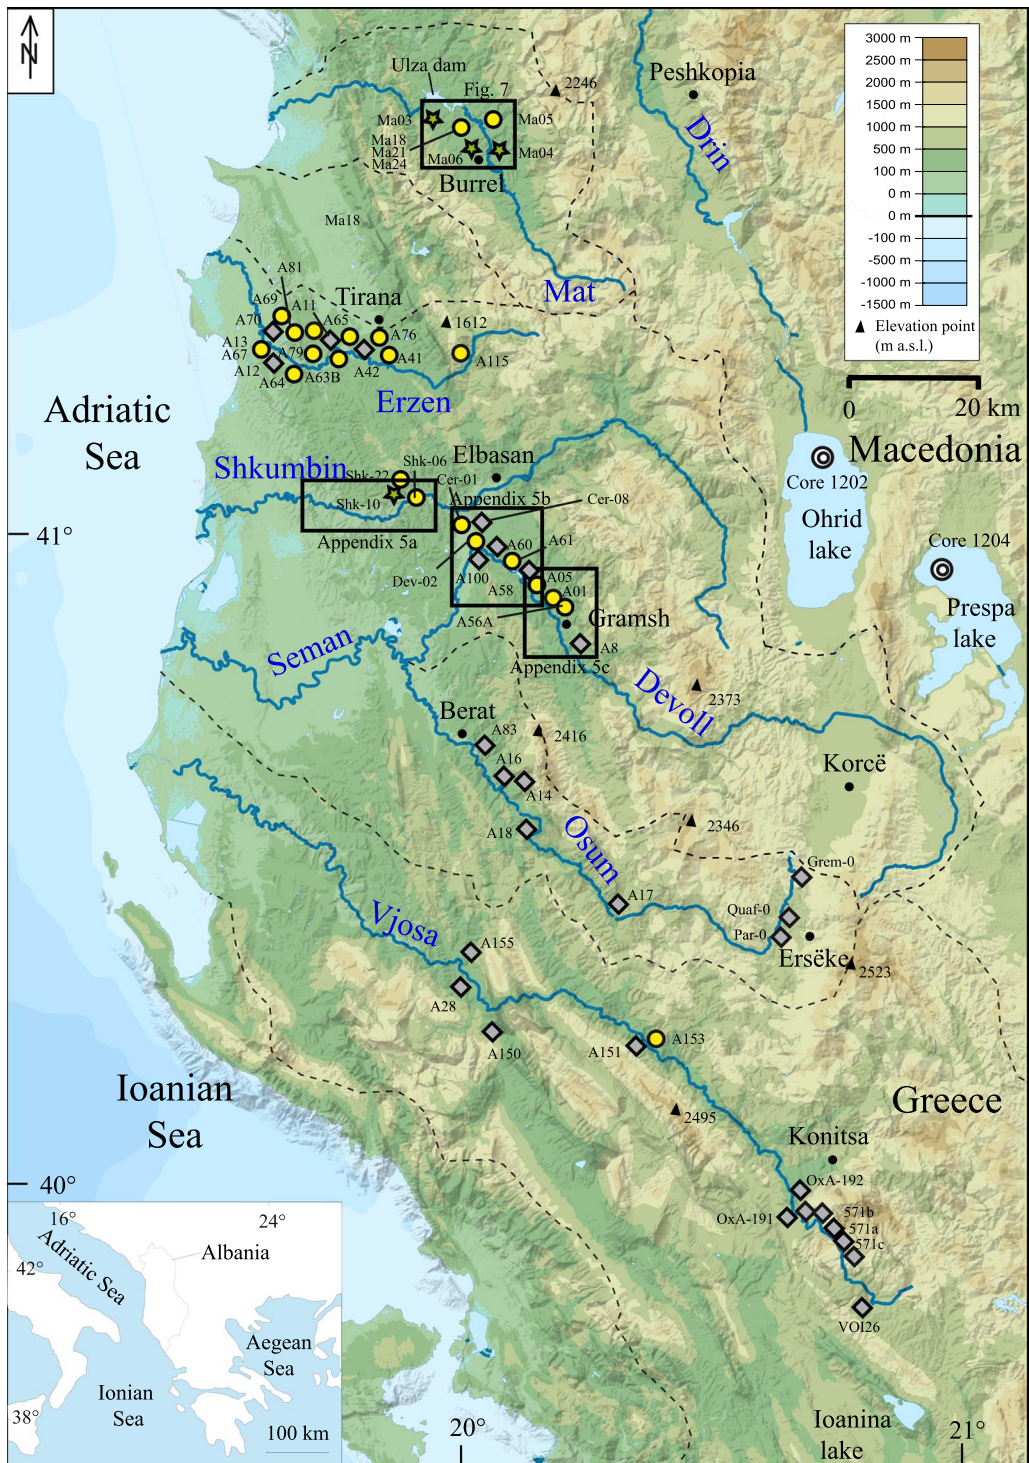 N
3000 m
2500 m
2000 m
1500 m
1000 m
500 m
100 m
0 m
0 m
-100 m
-500 m
-1000 m
-1500 m
Elevation point
(m a.s.l.)
0
20 km
Ulza dam
Fig. 7
2246
Peshkopia
Drin
Ma03
Ma05
Ma18
Ma21
Ma24
Ma06
Ma04
Burrel
Ma18
Mat
A81
A69
A11
Tirana
A70
A65
A76
1612
A13
A67
A79
A41
A115
A12
A64
A63B
A42
Erzen
Adriatic
Sea
Macedonia
Shkumbin
Shk-22
Shk-06
Elbasan
Cer-01
Core 1202
Shk-10
Appendix 5b
Cer-08
Ohrid
lake
41°
Appendix 5a
A60
A61
Core 1204
Dev-02
A100
A58
A05
A01
Prespa
lake
A56A
Gramsh
Seman
A8
Appendix 5c
Devoll
2373
Berat
A83
2416
Korcë
A16
A14
A18
Osum
2346
Grem-0
A17
Quaf-0
Par-0
Ersëke
2523
Vjosa
A155
A28
A150
A151
A153
Ioanian
Sea
2495
Greece
Konitsa
40°
OxA-192
OxA-191
571b
571a
571c
VOI26
16°
24°
Adriatic Sea
Albania
42°
Aegean
Sea
Ionian
Sea
38°
100 km
20°
Ioanina
lake
21°